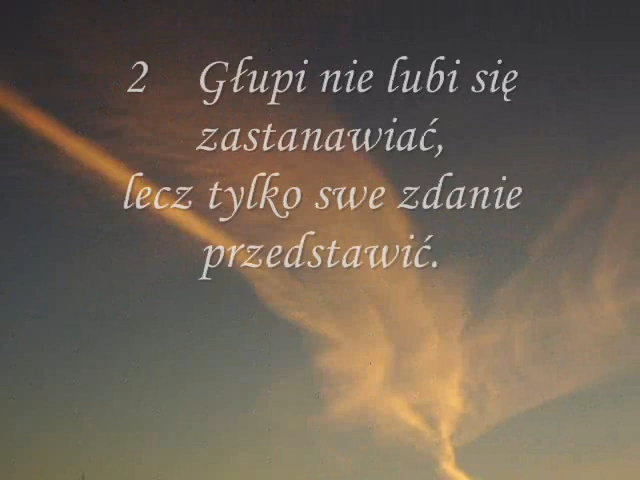 2 Głupi nie lubi się
zastanawiać,
lecz tylko swe zdanie
przedstawić.